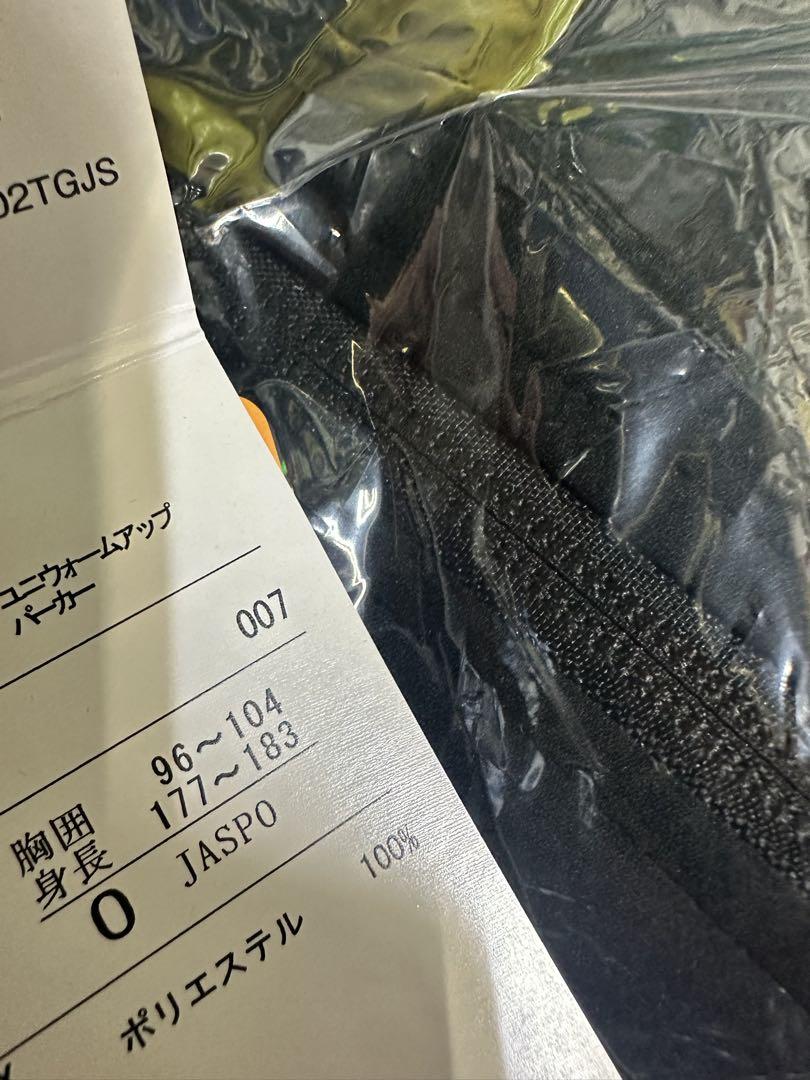 02TGJS
ユニウォームアップ
パーカー
007
胸囲 96～104
身長 177～183
O JASPO
ポリエステル 100%